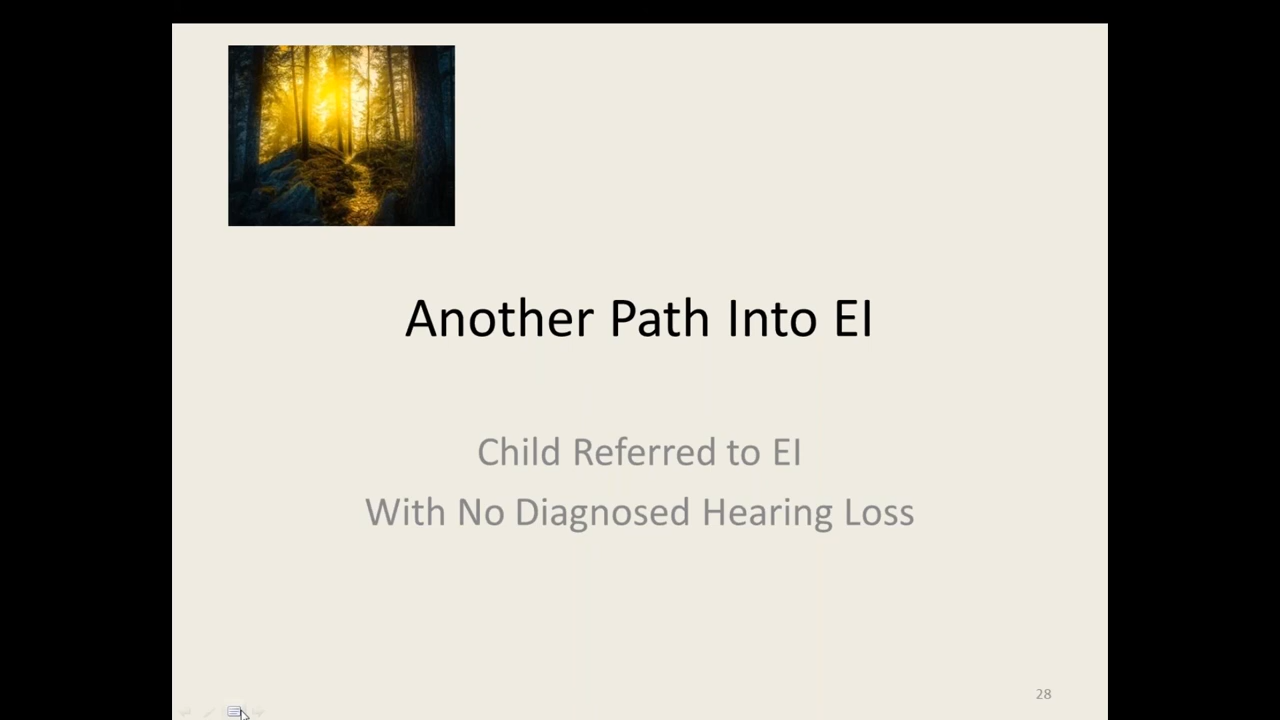 Another Path Into EI
Child Referred to EI
With No Diagnosed Hearing Loss
28